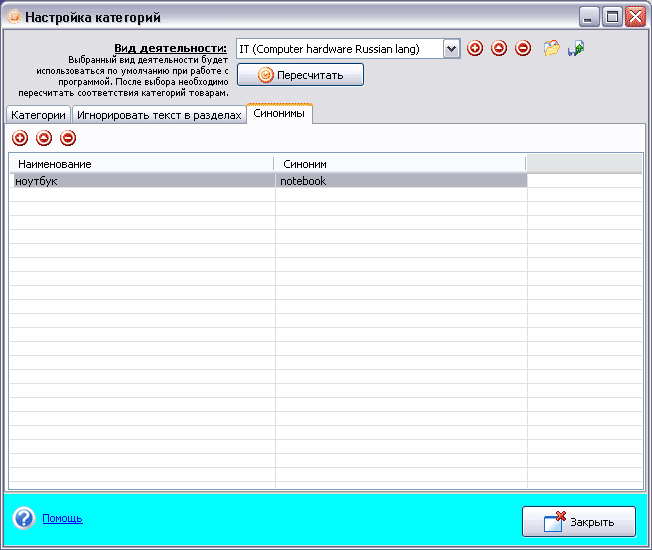 Настройка категорий
Вид деятельности:
IT (Computer hardware Russian lang)
Выбранный вид деятельности будет
использоваться по умолчанию при работе с
программой. После выбора необходимо
пересчитать соответствия категорий товарам.
Пересчитать
Категории
Игнорировать текст в разделах
Синонимы
Наименование
Синоним
ноутбук
notebook
Помощь
Закрыть